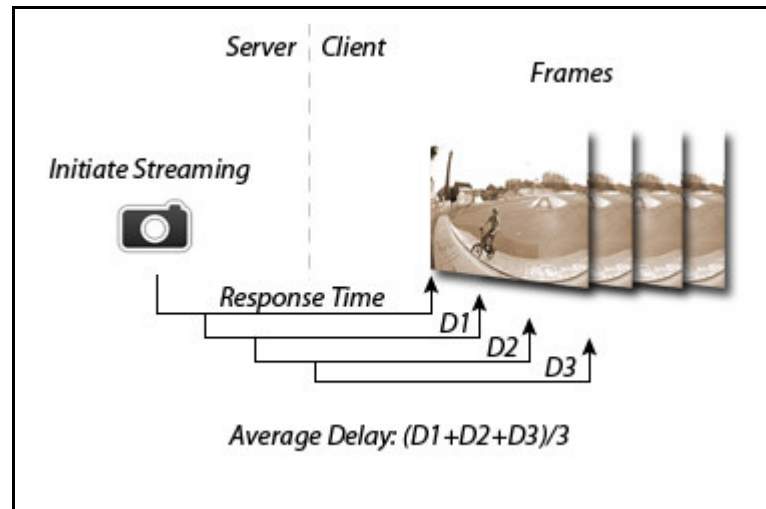 Server Client
Frames
Initiate Streaming
Response Time
D1
D2
D3
Average Delay: (D1+D2+D3)/3